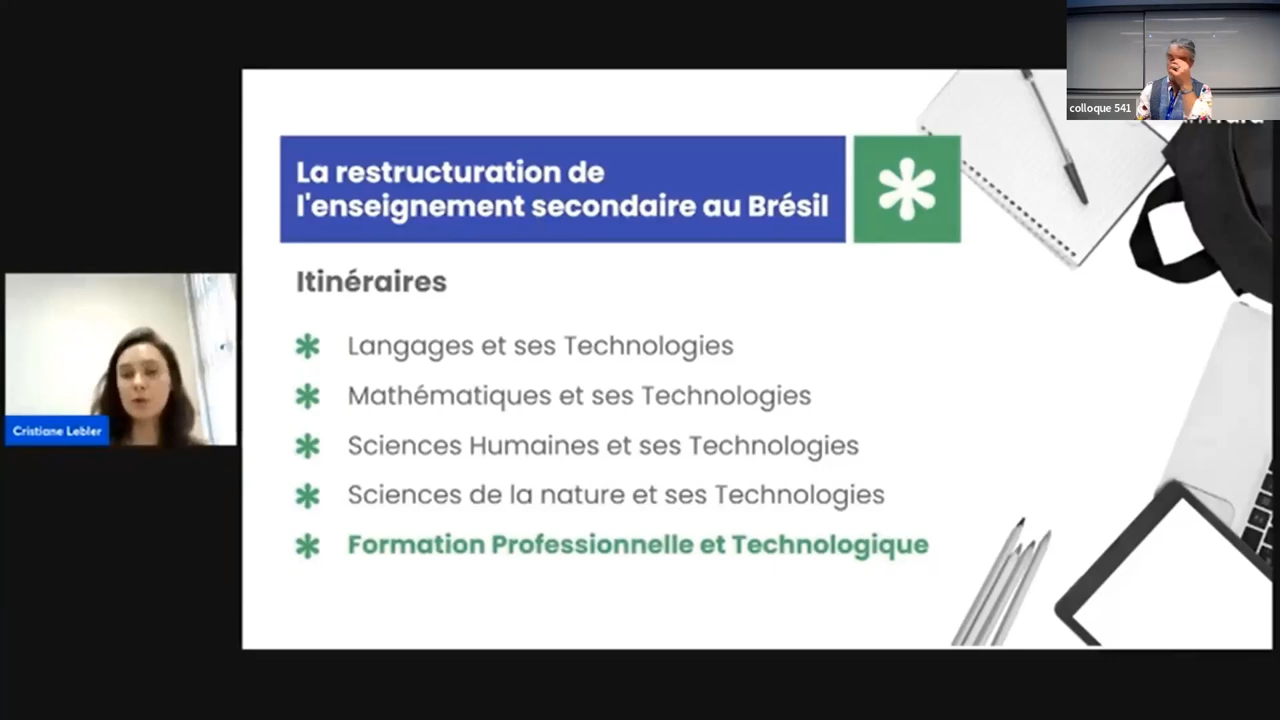 colloque 541
La restructuration de
l'enseignement secondaire au Brésil
Itinéraires
Langages et ses Technologies
Mathématiques et ses Technologies
Sciences Humaines et ses Technologies
Sciences de la nature et ses Technologies
Formation Professionnelle et Technologique
Cristiane Lebler